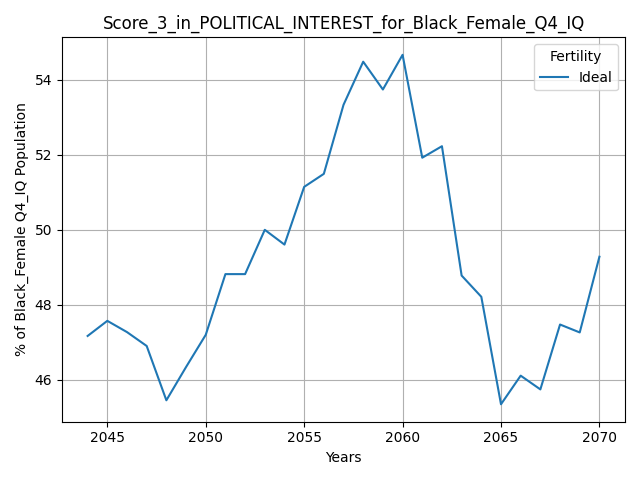 Score_3_in_POLITICAL_INTEREST_for_Black_Female_Q4_IQ
Fertility
Ideal
% of Black_Female Q4_IQ Population
54
52
50
48
46
2045 2050 2055 2060 2065 2070
Years